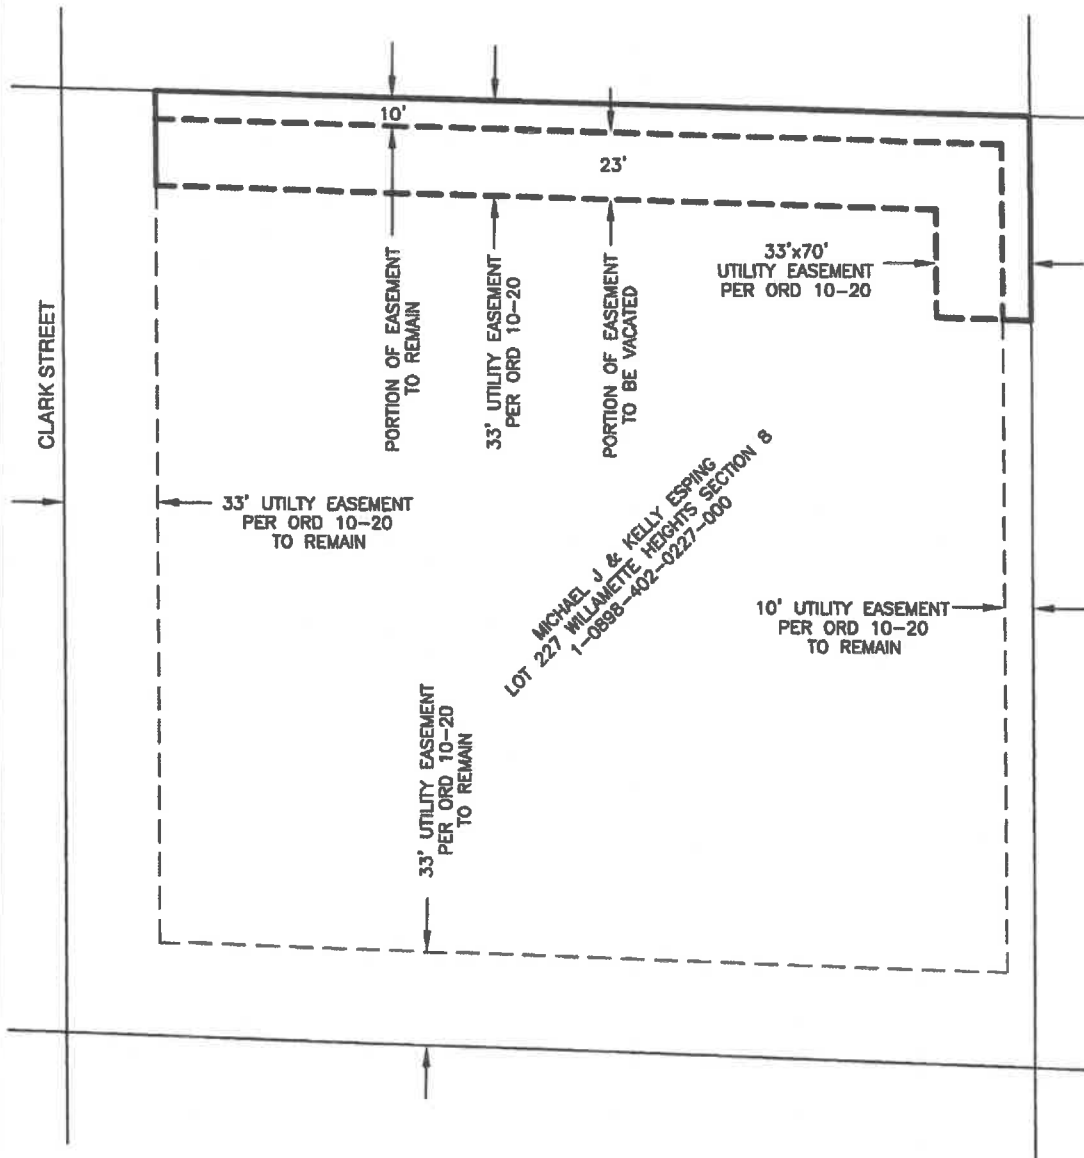 10'
23'
33'x70'
UTILITY EASEMENT
PER ORD 10-20
PORTION OF EASEMENT
TO REMAIN
33' UTILITY EASEMENT
PER ORD 10-20
PORTION OF EASEMENT
TO BE VACATED
CLARK STREET
33' UTILTY EASEMENT
PER ORD 10-20
TO REMAIN
MICHAEL J & KELLY ESPING
LOT 227 WILLAMETTE HEIGHTS SECTION 8
1-0898-402-0227-000
10' UTILITY EASEMENT
PER ORD 10-20
TO REMAIN
33' UTILITY EASEMENT
PER ORD 10-20
TO REMAIN